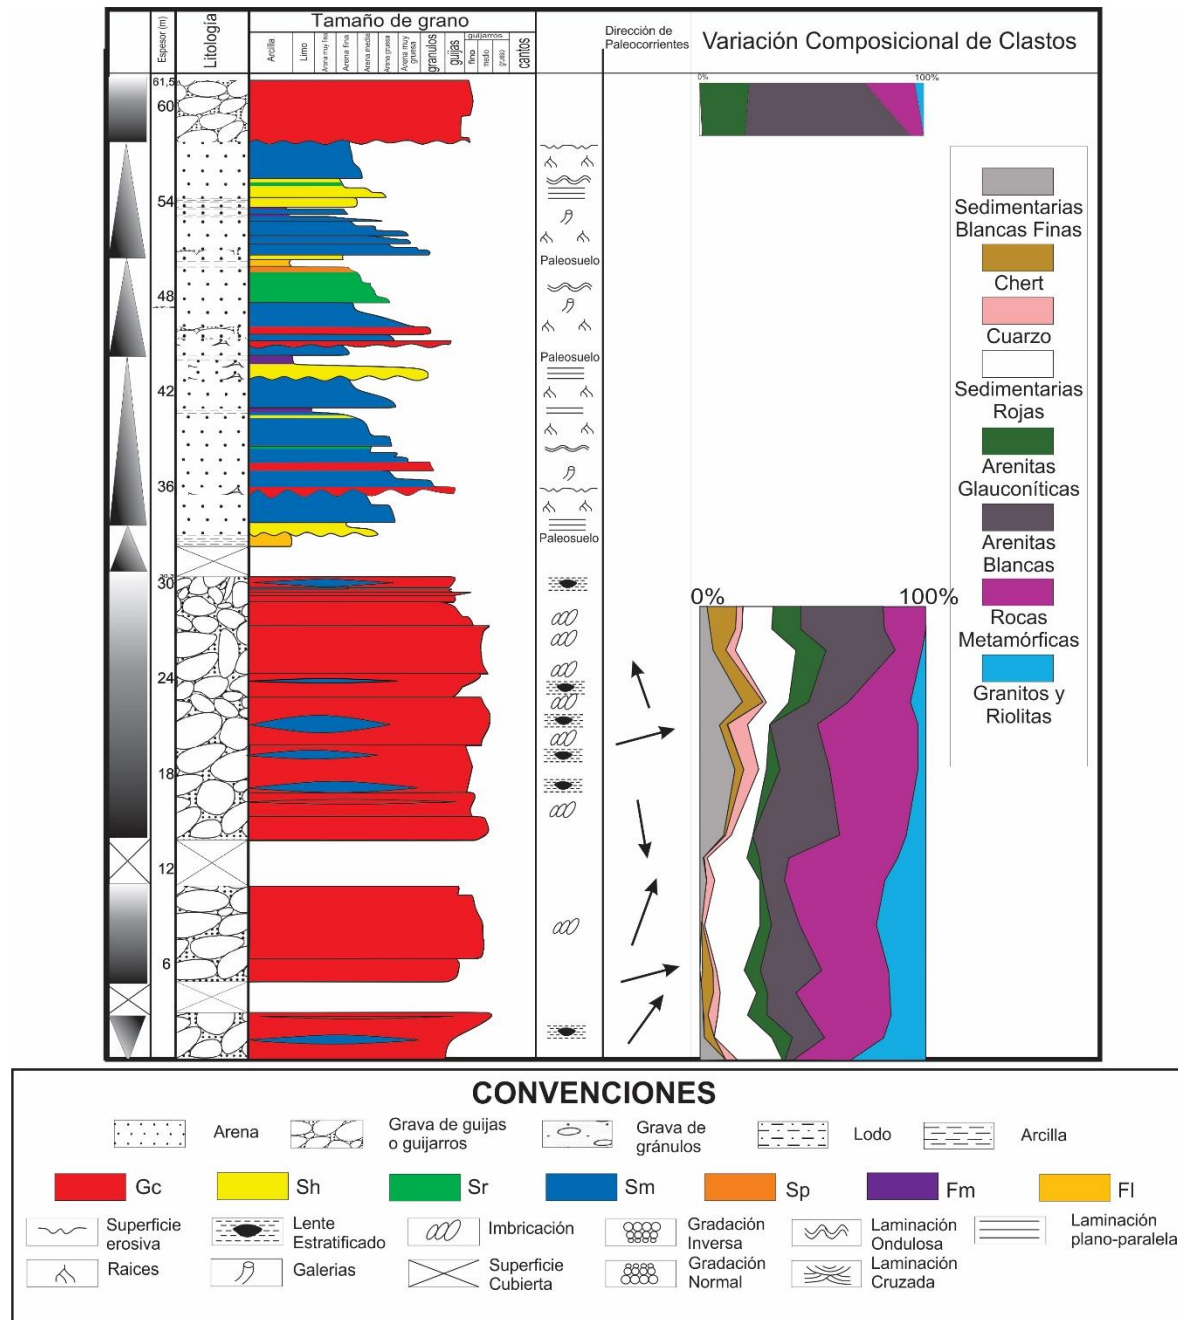 Espesor (m)
Litología
Tamaño de grano
Arcilla
Limo
Arena muy fina
Arena fina
Arena media
Arena gruesa
Arena muy gruesa
gránulos
guijas
guijarros
fino
medio
grueso
cantos
Dirección de
Paleocorrientes
Variación Composicional de Clastos
0%
100%
61,5
60
54
48
42
36
30
24
18
12
6
Paleosuelo
Paleosuelo
Paleosuelo
0%
100%
Sedimentarias
Blancas Finas
Chert
Cuarzo
Sedimentarias
Rojas
Arenitas
Glauconíticas
Arenitas
Blancas
Rocas
Metamórficas
Granitos y
Riolitas
CONVENCIONES
Arena
Grava de guijas
o guijarros
Grava de
gránulos
Lodo
Arcilla
Gc
Sh
Sr
Sm
Sp
Fm
Fl
Superficie
erosiva
Lente
Estratificado
Imbricación
Gradación
Inversa
Laminación
Ondulosa
Laminación
plano-paralela
Raices
Galerias
Superficie
Cubierta
Gradación
Normal
Laminación
Cruzada